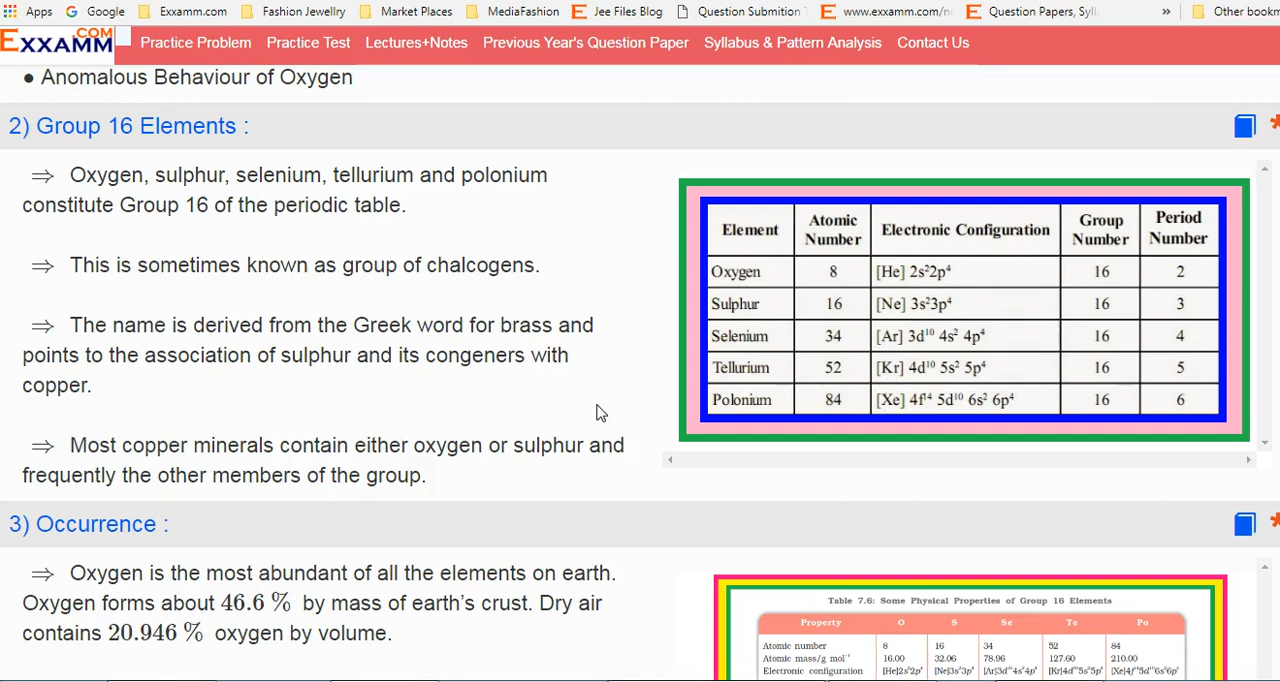 Apps Google Exxamm.com Fashion Jewellry Market Places MediaFashion Jee Files Blog Question Submition www.exxamm.com/n Question Papers, Syll » Other bookm
EXXAMM .COM Practice Problem Practice Test Lectures+Notes Previous Year's Question Paper Syllabus & Pattern Analysis Contact Us
● Anomalous Behaviour of Oxygen
2) Group 16 Elements :
⇒ Oxygen, sulphur, selenium, tellurium and polonium
constitute Group 16 of the periodic table.
⇒ This is sometimes known as group of chalcogens.
⇒ The name is derived from the Greek word for brass and
points to the association of sulphur and its congeners with
copper.
⇒ Most copper minerals contain either oxygen or sulphur and
frequently the other members of the group.
Element Atomic Number Electronic Configuration Group Number Period Number
Oxygen 8 [He] 2s²2p⁴ 16 2
Sulphur 16 [Ne] 3s²3p⁴ 16 3
Selenium 34 [Ar] 3d¹⁰ 4s² 4p⁴ 16 4
Tellurium 52 [Kr] 4d¹⁰ 5s² 5p⁴ 16 5
Polonium 84 [Xe] 4f¹⁴ 5d¹⁰ 6s² 6p⁴ 16 6
3) Occurrence :
⇒ Oxygen is the most abundant of all the elements on earth.
Oxygen forms about 46.6 % by mass of earth's crust. Dry air
contains 20.946 % oxygen by volume.
Table 7.6: Some Physical Properties of Group 16 Elements
Property O S Se Te Po
Atomic number 8 16 34 52 84
Atomic mass/g mol⁻¹ 16.00 32.06 78.96 127.60 210.00
Electronic configuration [He]2s²2p⁴ [Ne]3s²3p⁴ [Ar]3d¹⁰4s²4p⁴ [Kr]4d¹⁰5s²5p⁴ [Xe]4f¹⁴5d¹⁰6s²6p⁴